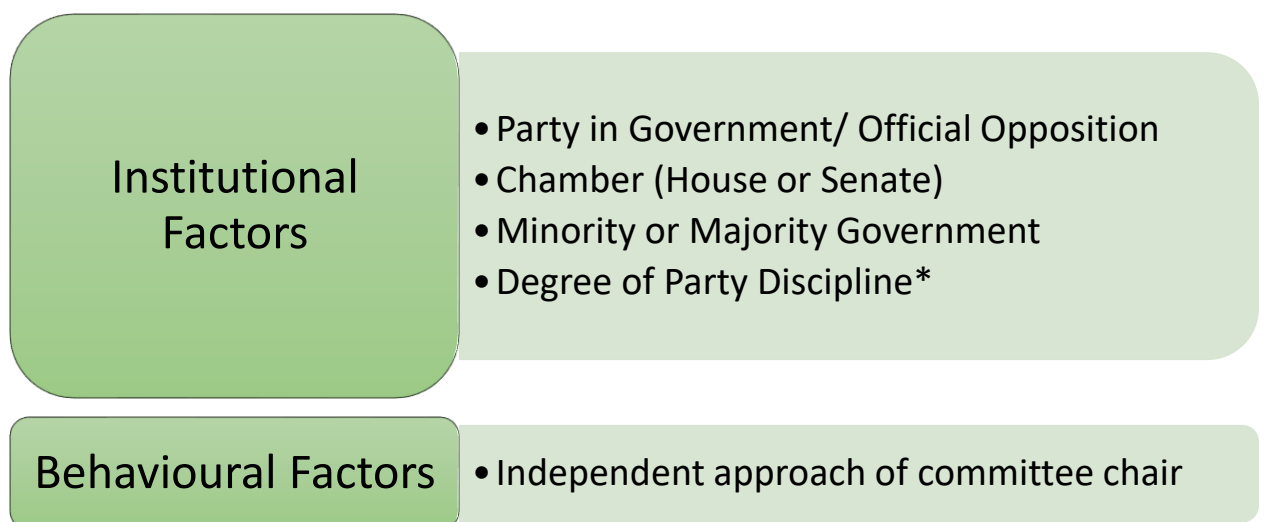 Institutional
Factors
•Party in Government/ Official Opposition
•Chamber (House or Senate)
•Minority or Majority Government
•Degree of Party Discipline*
Behavioural Factors
•Independent approach of committee chair